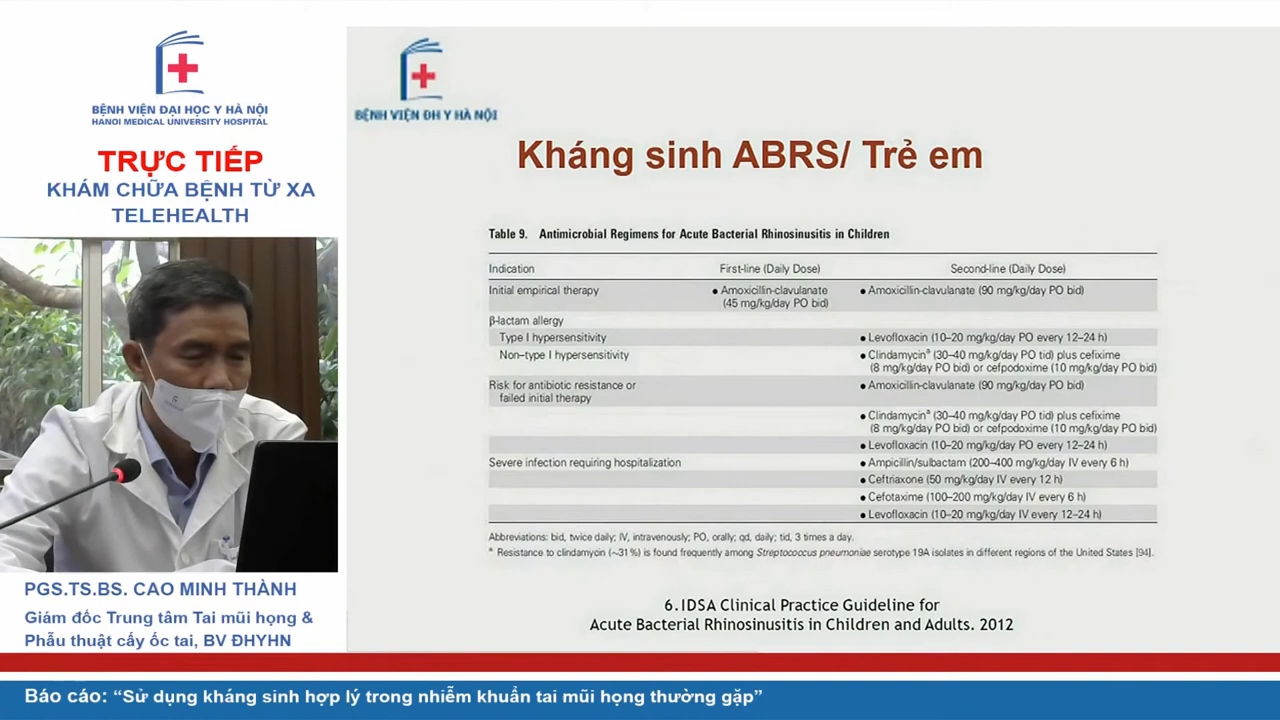 BỆNH VIỆN ĐẠI HỌC Y HÀ NỘI
HANOI MEDICAL UNIVERSITY HOSPITAL
TRỰC TIẾP
KHÁM CHỮA BỆNH TỪ XA
TELEHEALTH
PGS.TS.BS. CAO MINH THÀNH
Giám đốc Trung tâm Tai mũi họng &
Phẫu thuật cấy ốc tai, BV ĐHYHN
BỆNH VIỆN ĐH Y HÀ NỘI
Kháng sinh ABRS/ Trẻ em
Table 9. Antimicrobial Regimens for Acute Bacterial Rhinosinusitis in Children
Indication First-line (Daily Dose) Second-line (Daily Dose)
Initial empirical therapy • Amoxicillin-clavulanate • Amoxicillin-clavulanate (90 mg/kg/day PO bid)
(45 mg/kg/day PO bid)
β-lactam allergy
Type I hypersensitivity • Levofloxacin (10–20 mg/kg/day PO every 12–24 h)
Non–type I hypersensitivity • Clindamycinª (30–40 mg/kg/day PO tid) plus cefixime
(8 mg/kg/day PO bid) or cefpodoxime (10 mg/kg/day PO bid)
Risk for antibiotic resistance or • Amoxicillin-clavulanate (90 mg/kg/day PO bid)
failed initial therapy
• Clindamycinª (30–40 mg/kg/day PO tid) plus cefixime
(8 mg/kg/day PO bid) or cefpodoxime (10 mg/kg/day PO bid)
• Levofloxacin (10–20 mg/kg/day PO every 12–24 h)
Severe infection requiring hospitalization • Ampicillin/sulbactam (200–400 mg/kg/day IV every 6 h)
• Ceftriaxone (50 mg/kg/day IV every 12 h)
• Cefotaxime (100–200 mg/kg/day IV every 6 h)
• Levofloxacin (10–20 mg/kg/day IV every 12–24 h)
Abbreviations: bid, twice daily; IV, intravenously; PO, orally; qd, daily; tid, 3 times a day.
ª Resistance to clindamycin (~31%) is found frequently among Streptococcus pneumoniae serotype 19A isolates in different regions of the United States [94].
6.IDSA Clinical Practice Guideline for
Acute Bacterial Rhinosinusitis in Children and Adults. 2012
Báo cáo: “Sử dụng kháng sinh hợp lý trong nhiễm khuẩn tai mũi họng thường gặp”